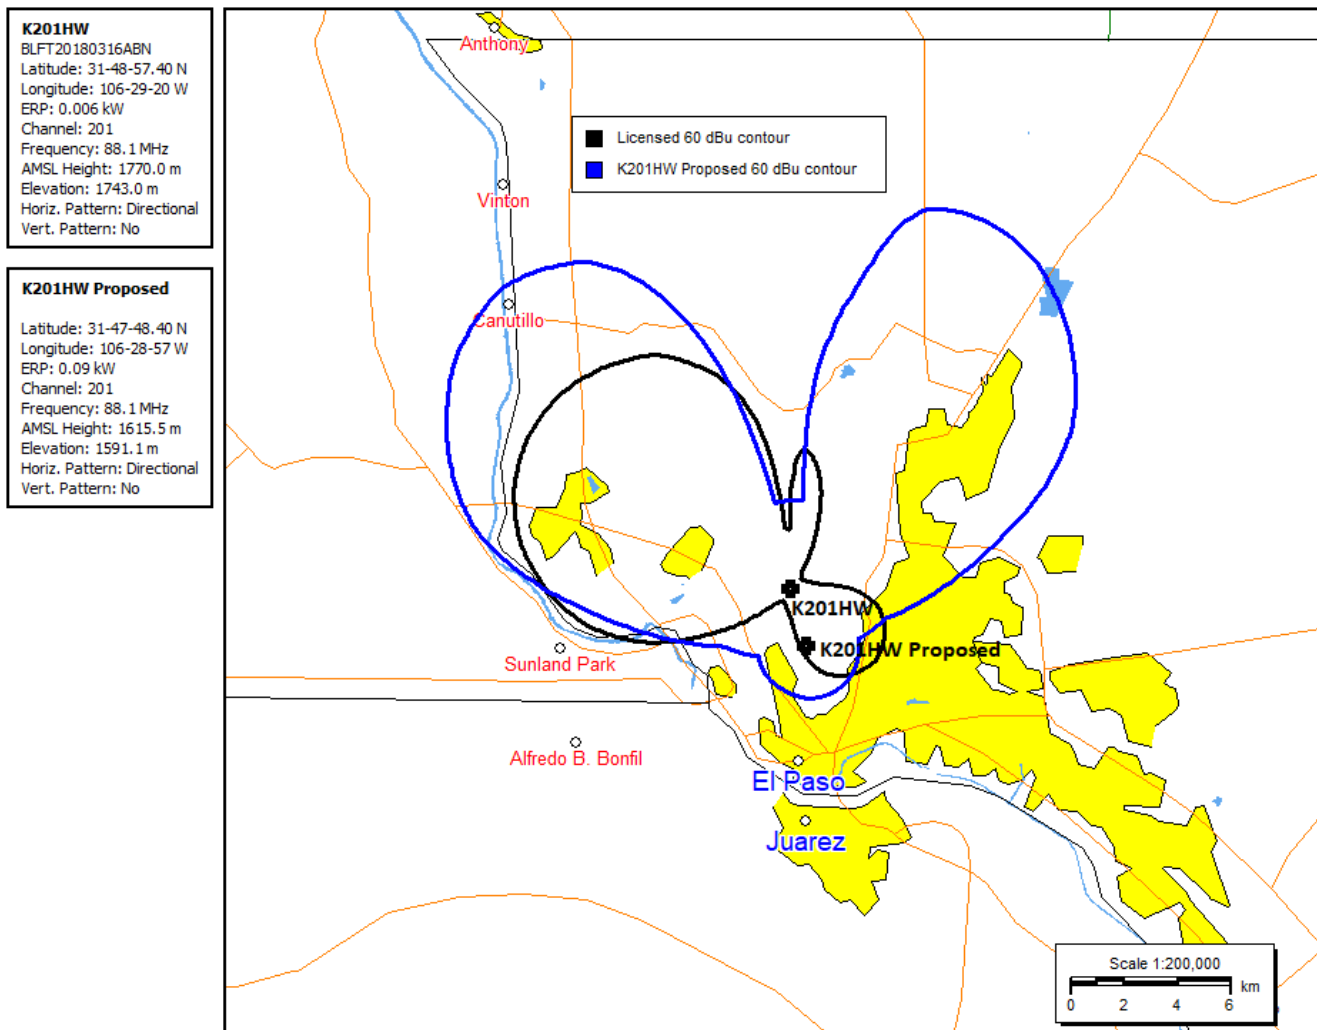 K201HW
BLFT20180316ABN
Latitude: 31-48-57.40 N
Longitude: 106-29-20 W
ERP: 0.006 kW
Channel: 201
Frequency: 88.1 MHz
AMSL Height: 1770.0 m
Elevation: 1743.0 m
Horiz. Pattern: Directional
Vert. Pattern: No
K201HW Proposed
Latitude: 31-47-48.40 N
Longitude: 106-28-57 W
ERP: 0.09 kW
Channel: 201
Frequency: 88.1 MHz
AMSL Height: 1615.5 m
Elevation: 1591.1 m
Horiz. Pattern: Directional
Vert. Pattern: No
Anthony
Licensed 60 dBu contour
K201HW Proposed 60 dBu contour
Vinton
Canutillo
K201HW
K201HW Proposed
Sunland Park
Alfredo B. Bonfil
El Paso
Juarez
Scale 1:200,000
0 2 4 6 km